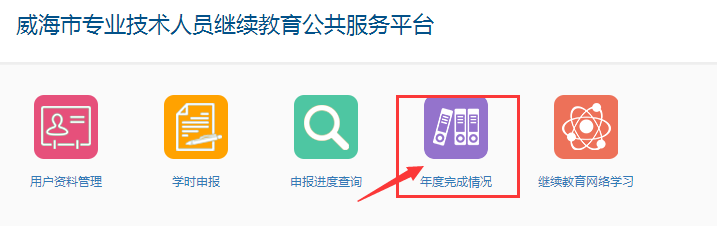 威海市专业技术人员继续教育公共服务平台
用户资料管理
学时申报
申报进度查询
年度完成情况
继续教育网络学习